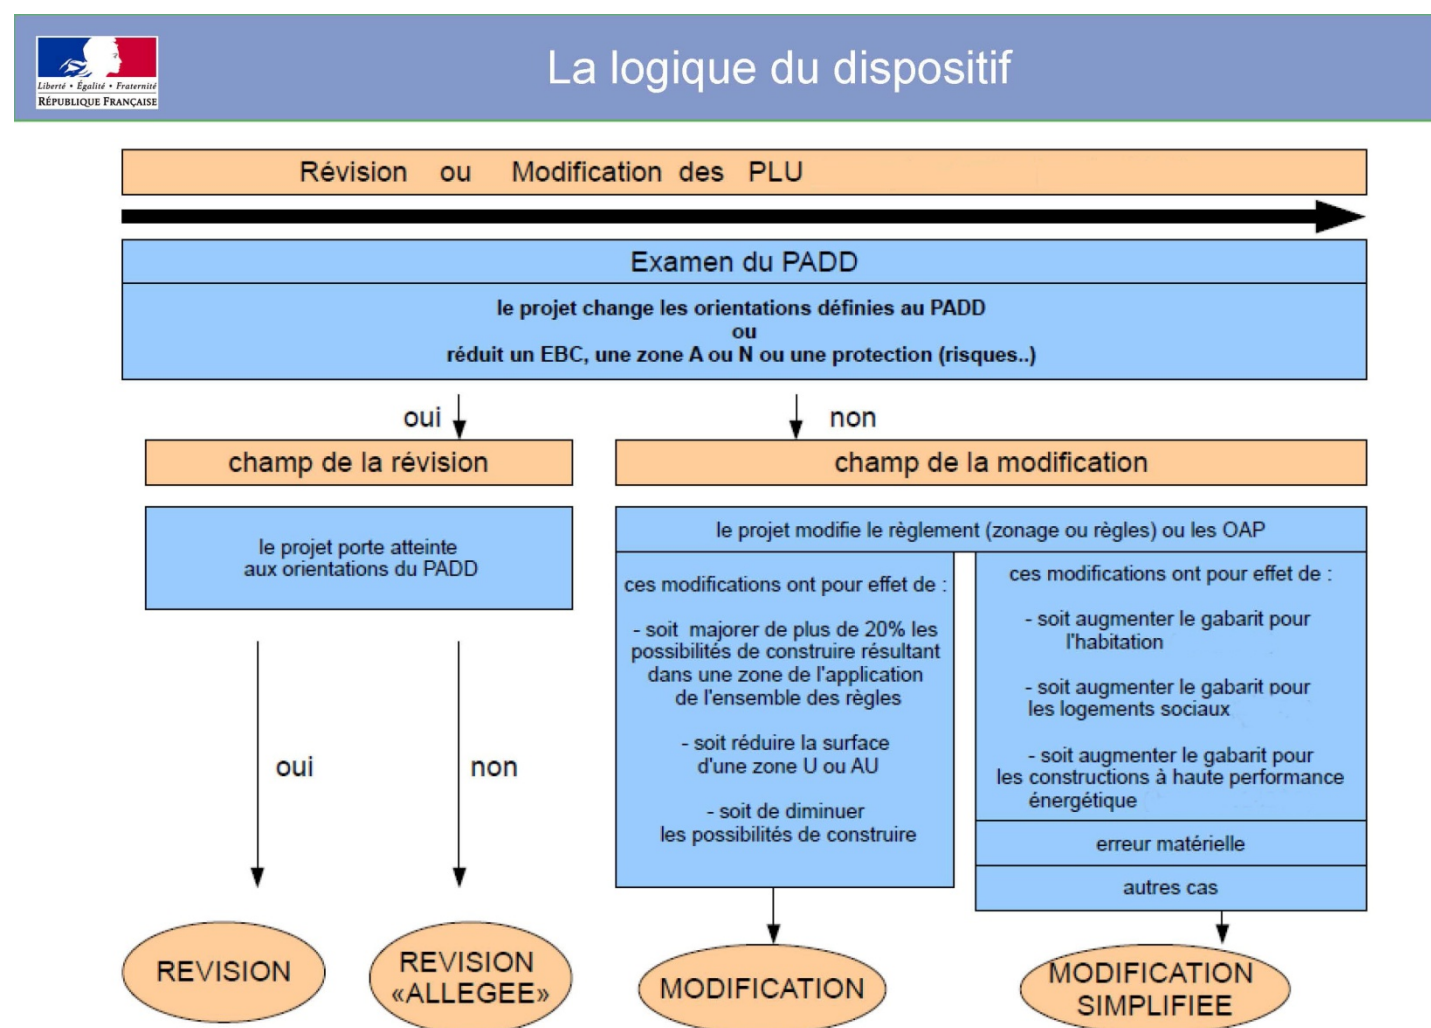 Liberté • Égalité • Fraternité
RÉPUBLIQUE FRANÇAISE
La logique du dispositif
Révision ou Modification des PLU
Examen du PADD
le projet change les orientations définies au PADD
ou
réduit un EBC, une zone A ou N ou une protection (risques..)
oui
non
champ de la révision
champ de la modification
le projet porte atteinte
aux orientations du PADD
oui
non
le projet modifie le règlement (zonage ou règles) ou les OAP
ces modifications ont pour effet de :
- soit majorer de plus de 20% les
possibilités de construire résultant
dans une zone de l'application
de l'ensemble des règles
- soit réduire la surface
d'une zone U ou AU
- soit de diminuer
les possibilités de construire
ces modifications ont pour effet de :
- soit augmenter le gabarit pour
l'habitation
- soit augmenter le gabarit pour
les logements sociaux
- soit augmenter le gabarit pour
les constructions à haute performance
énergétique
erreur matérielle
autres cas
REVISION
REVISION
«ALLEGEE»
MODIFICATION
MODIFICATION
SIMPLIFIEE